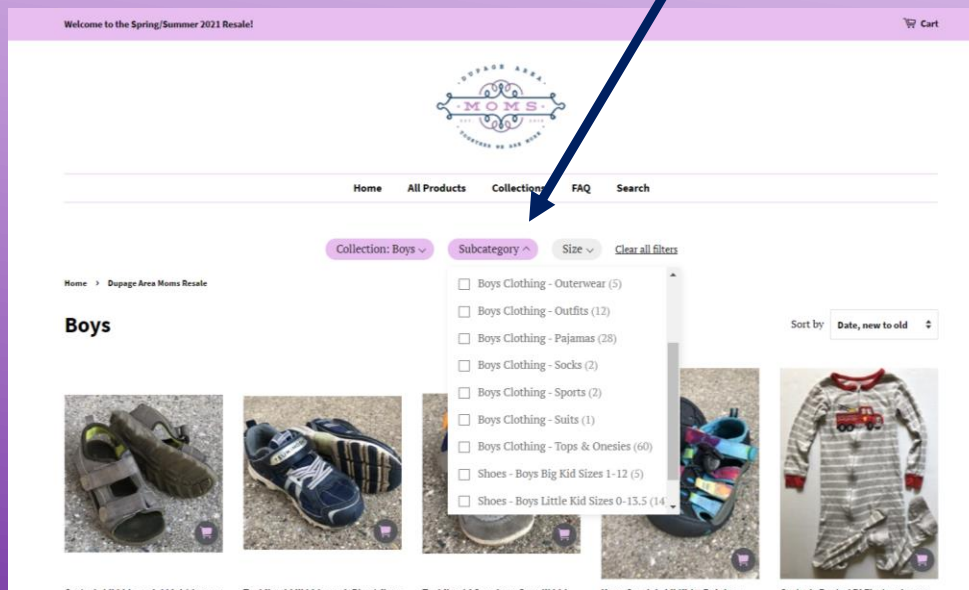 Welcome to the Spring/Summer 2021 Resale!
Cart
DUPAGE AREA
MOMS
TOGETHER WE ARE MORE
Home All Products Collections FAQ Search
Collection: Boys Subcategory Size Clear all filters
Home > Dupage Area Moms Resale
Boys
Sort by Date, new to old
Boys Clothing - Outerwear (5)
Boys Clothing - Outfits (12)
Boys Clothing - Pajamas (28)
Boys Clothing - Socks (2)
Boys Clothing - Sports (2)
Boys Clothing - Suits (1)
Boys Clothing - Tops & Onesies (60)
Shoes - Boys Big Kid Sizes 1-12 (5)
Shoes - Boys Little Kid Sizes 0-13.5 (14